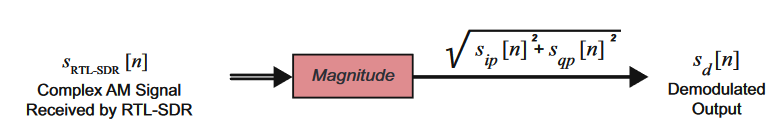 s_RTL-SDR [n]
Complex AM Signal
Received by RTL-SDR
Magnitude
√(s_ip[n]² + s_qp[n]²)
s_d[n]
Demodulated
Output